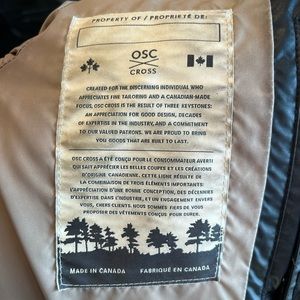 PROPERTY OF / PROPRIÉTÉ DE:
OSC
CROSS
CREATED FOR THE DISCERNING INDIVIDUAL WHO
APPRECIATES FINE TAILORING AND A CANADIAN-MADE
FOCUS, OSC CROSS IS THE RESULT OF THREE KEYSTONES:
AN APPRECIATION FOR GOOD DESIGN, DECADES
OF EXPERTISE IN THE INDUSTRY, AND A COMMITMENT
TO OUR VALUED PATRONS. WE ARE PROUD TO BRING
YOU GOODS THAT ARE BUILT TO LAST.
OSC CROSS A ÉTÉ CONÇU POUR LE CONSOMMATEUR AVERTI
QUI SAIT APPRÉCIER LES BELLES COUPES ET LES CRÉATIONS
D'ORIGINE CANADIENNE. CETTE LIGNE RÉSULTE DE
LA COMBINAISON DE TROIS ÉLÉMENTS IMPORTANTS:
L'APPRÉCIATION D'UNE BONNE CONCEPTION, DES DÉCENNIES
D'EXPERTISE DANS L'INDUSTRIE, ET UN ENGAGEMENT ENVERS
VOUS, CHERS CLIENTS. NOUS SOMMES FIERS DE VOUS
PROPOSER DES VÊTEMENTS CONÇUS POUR DURER.
MADE IN CANADA FABRIQUÉ EN CANADA